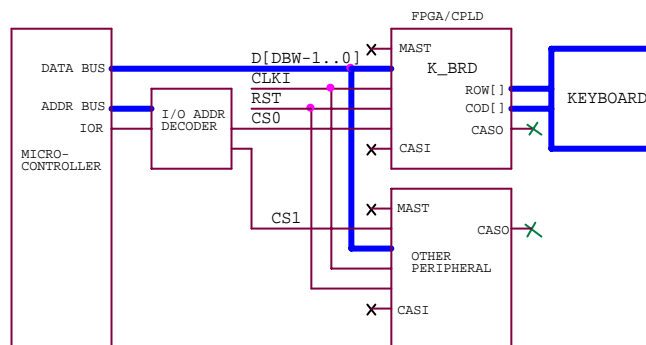 FPGA/CPLD
MAST
D[DBW-1..0]
DATA BUS
K_BRD
CLKI
ROW[]
ADDR BUS
RST
COD[]
KEYBOARD
I/O ADDR
DECODER
CS0
IOR
CASO
CASI
MICRO-
CONTROLLER
MAST
CS1
CASO
OTHER
PERIPHERAL
CASI